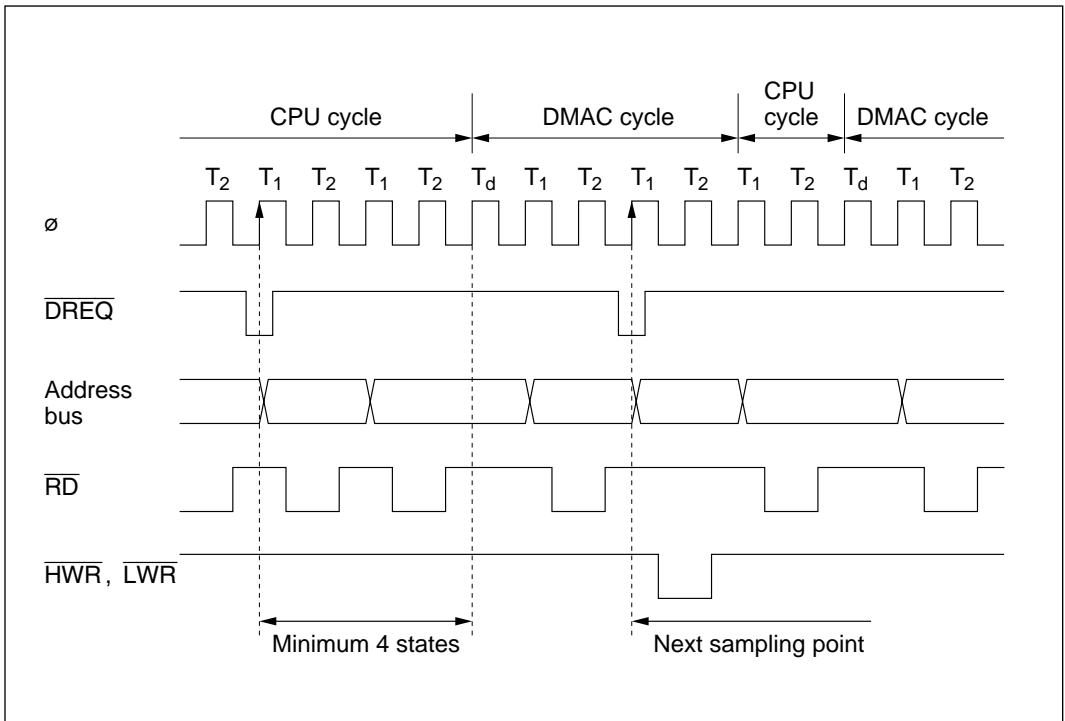 CPU cycle DMAC cycle CPU cycle DMAC cycle
T2 T1 T2 T1 T2 Td T1 T2 T1 T2 T1 T2 Td T1 T2
ø
DREQ
Address
bus
RD
HWR, LWR
Minimum 4 states Next sampling point